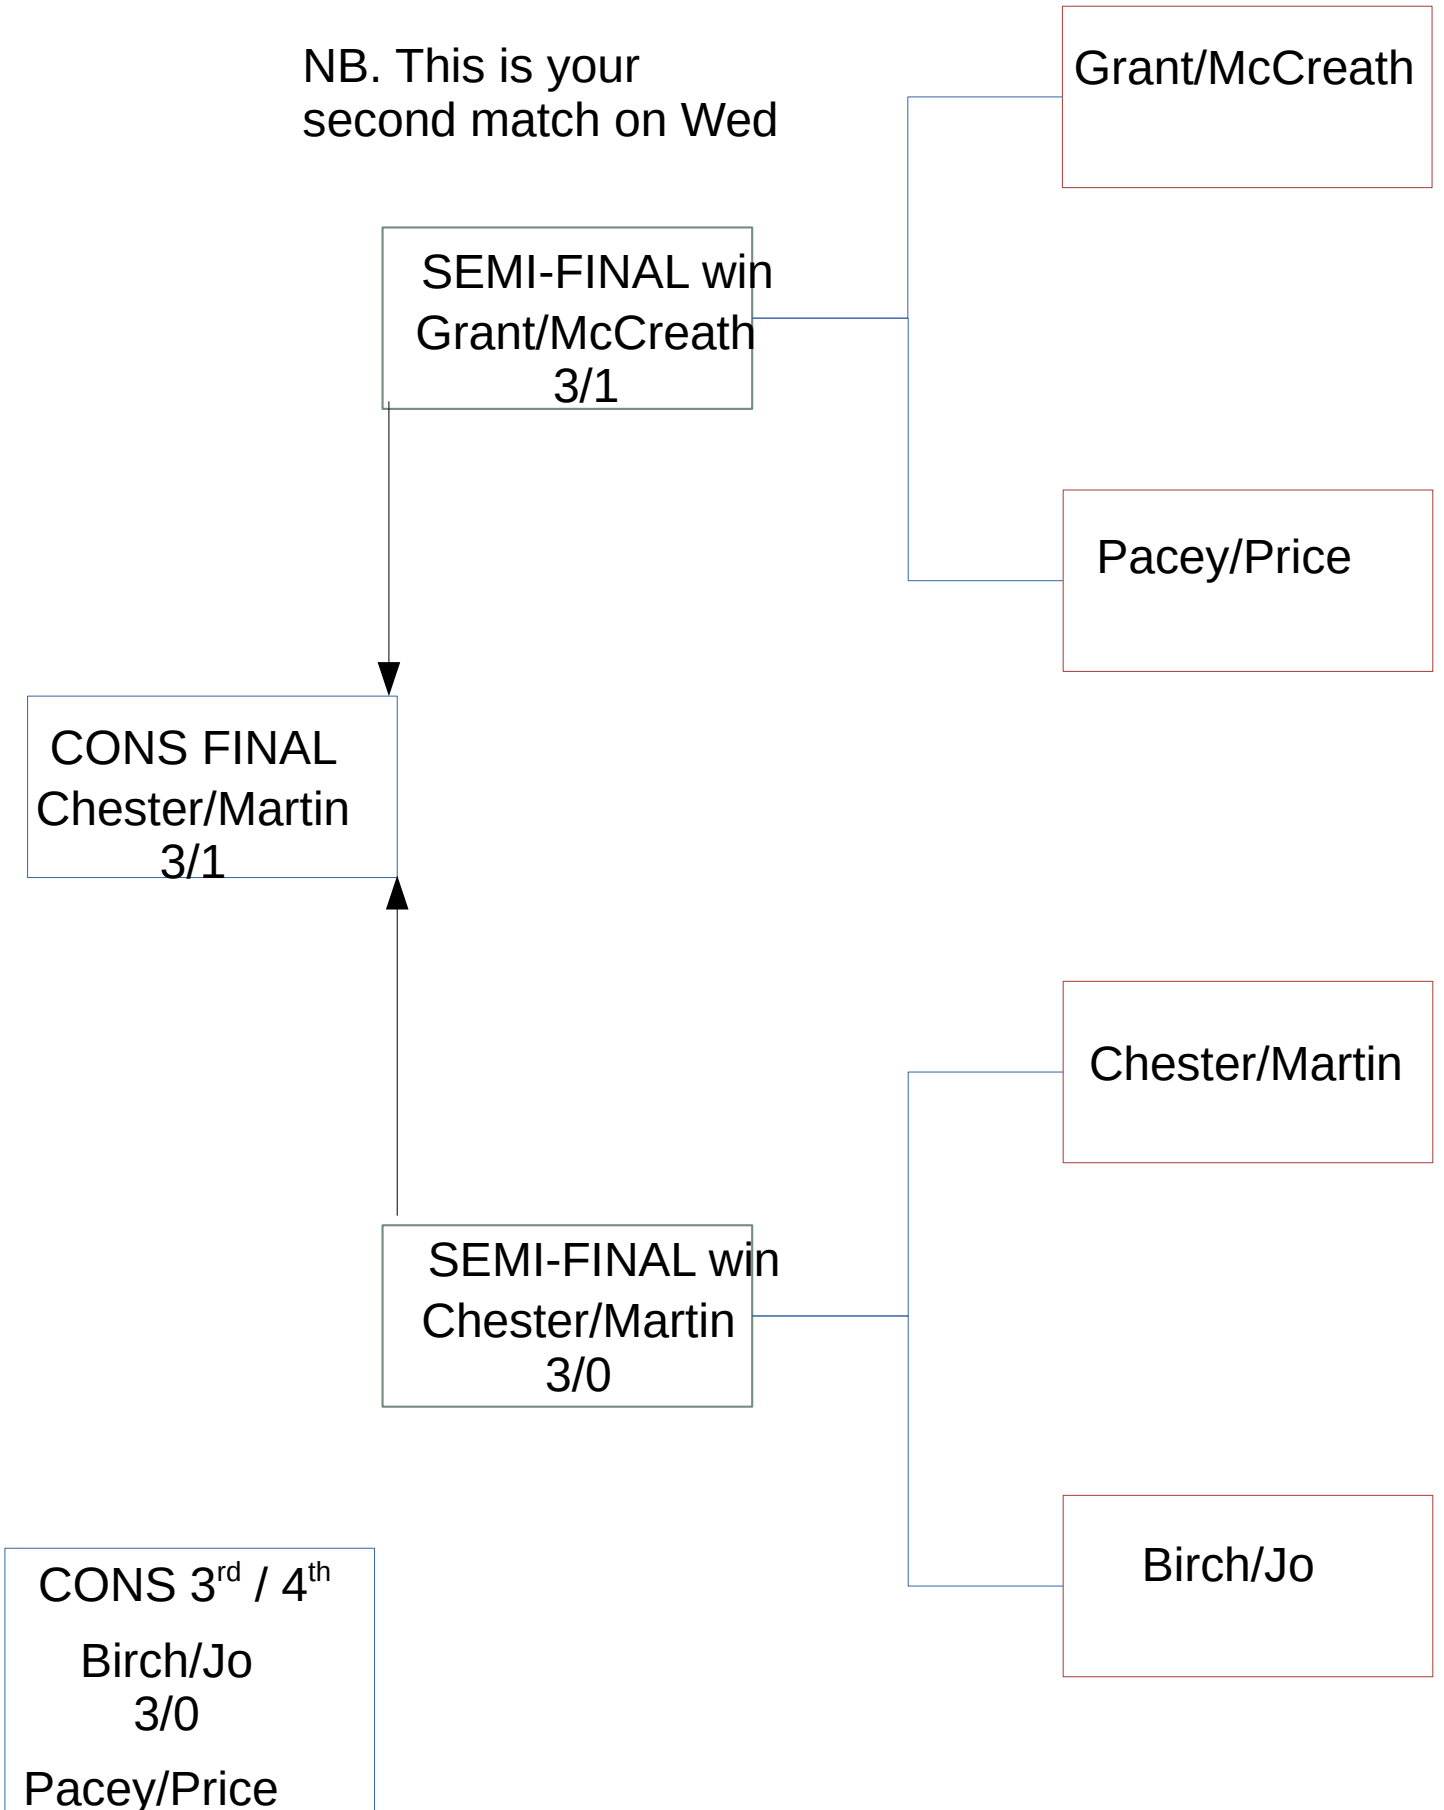 NB. This is your
second match on Wed
Grant/McCreath
SEMI-FINAL win
Grant/McCreath
3/1
Pacey/Price
CONS FINAL
Chester/Martin
3/1
Chester/Martin
SEMI-FINAL win
Chester/Martin
3/0
Birch/Jo
CONS 3rd / 4th
Birch/Jo
3/0
Pacey/Price